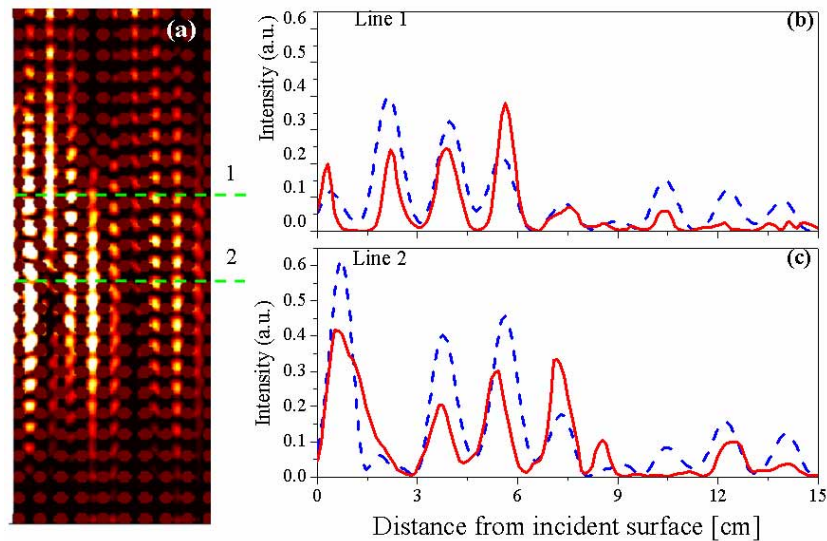 (a)
1
2
Line 1
(b)
Intensity (a.u.)
0.6
0.5
0.4
0.3
0.2
0.1
0.0
Line 2
(c)
Intensity (a.u.)
0.6
0.5
0.4
0.3
0.2
0.1
0.0
0 3 6 9 12 15
Distance from incident surface [cm]